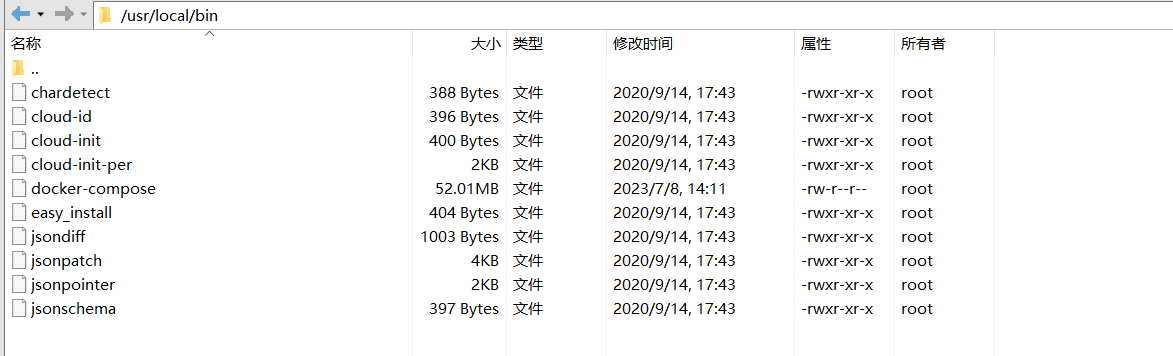 /usr/local/bin
名称 大小 类型 修改时间 属性 所有者
..
chardetect 388 Bytes 文件 2020/9/14, 17:43 -rwxr-xr-x root
cloud-id 396 Bytes 文件 2020/9/14, 17:43 -rwxr-xr-x root
cloud-init 400 Bytes 文件 2020/9/14, 17:43 -rwxr-xr-x root
cloud-init-per 2KB 文件 2020/9/14, 17:43 -rwxr-xr-x root
docker-compose 52.01MB 文件 2023/7/8, 14:11 -rw-r--r-- root
easy_install 404 Bytes 文件 2020/9/14, 17:43 -rwxr-xr-x root
jsondiff 1003 Bytes 文件 2020/9/14, 17:43 -rwxr-xr-x root
jsonpatch 4KB 文件 2020/9/14, 17:43 -rwxr-xr-x root
jsonpointer 2KB 文件 2020/9/14, 17:43 -rwxr-xr-x root
jsonschema 397 Bytes 文件 2020/9/14, 17:43 -rwxr-xr-x root